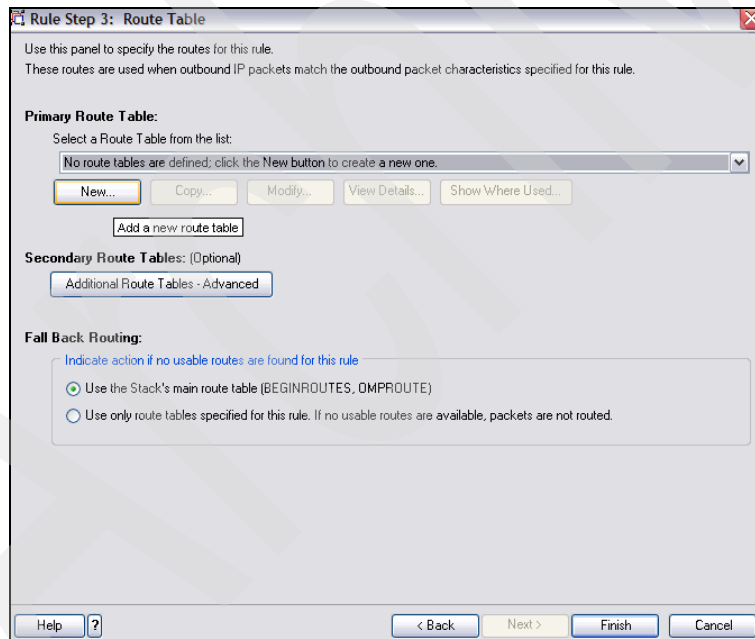 Rule Step 3: Route Table
Use this panel to specify the routes for this rule.
These routes are used when outbound IP packets match the outbound packet characteristics specified for this rule.
Primary Route Table:
Select a Route Table from the list:
No route tables are defined; click the New button to create a new one.
New... Copy... Modify... View Details... Show Where Used...
Add a new route table
Secondary Route Tables: (Optional)
Additional Route Tables - Advanced
Fall Back Routing:
Indicate action if no usable routes are found for this rule
Use the Stack's main route table (BEGINROUTES, OMPROUTE)
Use only route tables specified for this rule. If no usable routes are available, packets are not routed.
Help ? < Back Next > Finish Cancel